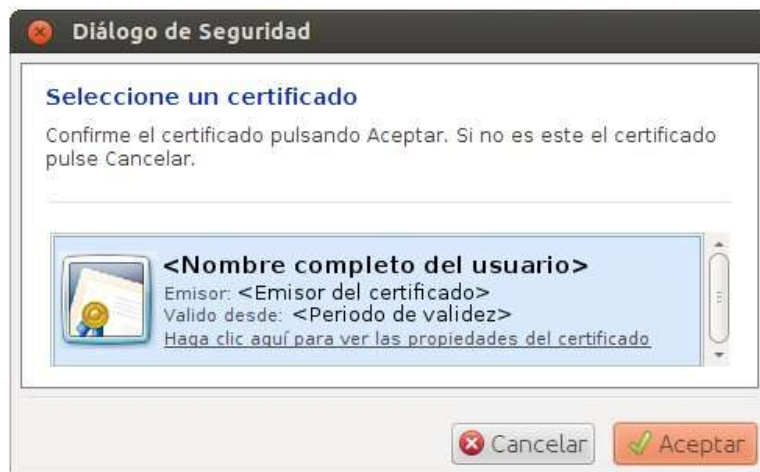 Diálogo de Seguridad
Seleccione un certificado
Confirme el certificado pulsando Aceptar. Si no es este el certificado
pulse Cancelar.
<Nombre completo del usuario>
Emisor: <Emisor del certificado>
Valido desde: <Periodo de validez>
Haga clic aquí para ver las propiedades del certificado
Cancelar Aceptar